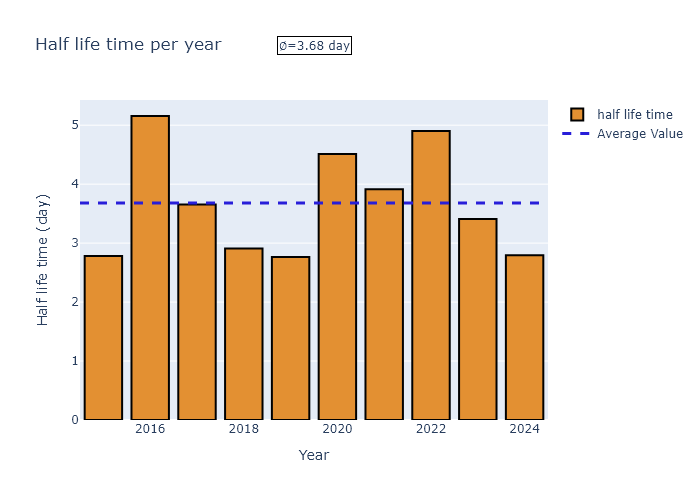 Half life time per year
∅=3.68 day
half life time
Average Value
Half life time (day)
5
4
3
2
1
0
2016 2018 2020 2022 2024
Year